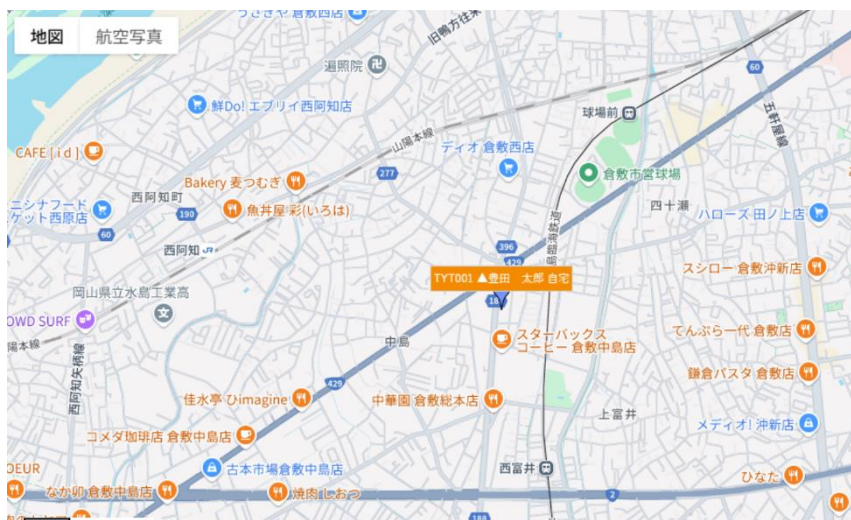 地図
航空写真
うさぎや 倉敷西店
旧鴨方往来
60
遍照院
五軒屋線
鮮Do! エブリイ西阿知店
球場前
山陽本線
ディオ 倉敷西店
CAFE [ i d ]
277
倉敷市営球場
Bakery 麦つむぎ
西阿知町
四十瀬
190
魚丼屋 彩(いろは)
ハローズ 田ノ上店
ニシナフード
ケット西原店
60
島臨海鉄道
西阿知
396
429
スシロー 倉敷沖新店
TYT001 ▲豊田 太郎 自宅
岡山県立水島工業高
18
OWD SURF
スターバックス
コーヒー 倉敷中島店
てんぷら一代 倉敷店
陽本線
中島
西阿知矢柄線
鎌倉パスタ 倉敷店
429
佳水亭 ひimagine
中華園 倉敷総本店
上富井
コメダ珈琲店 倉敷中島店
メディオ! 沖新店
OEUR
古本市場倉敷中島店
西富井
ひなた
なか卯 倉敷中島店
焼肉 しおつ
2
188